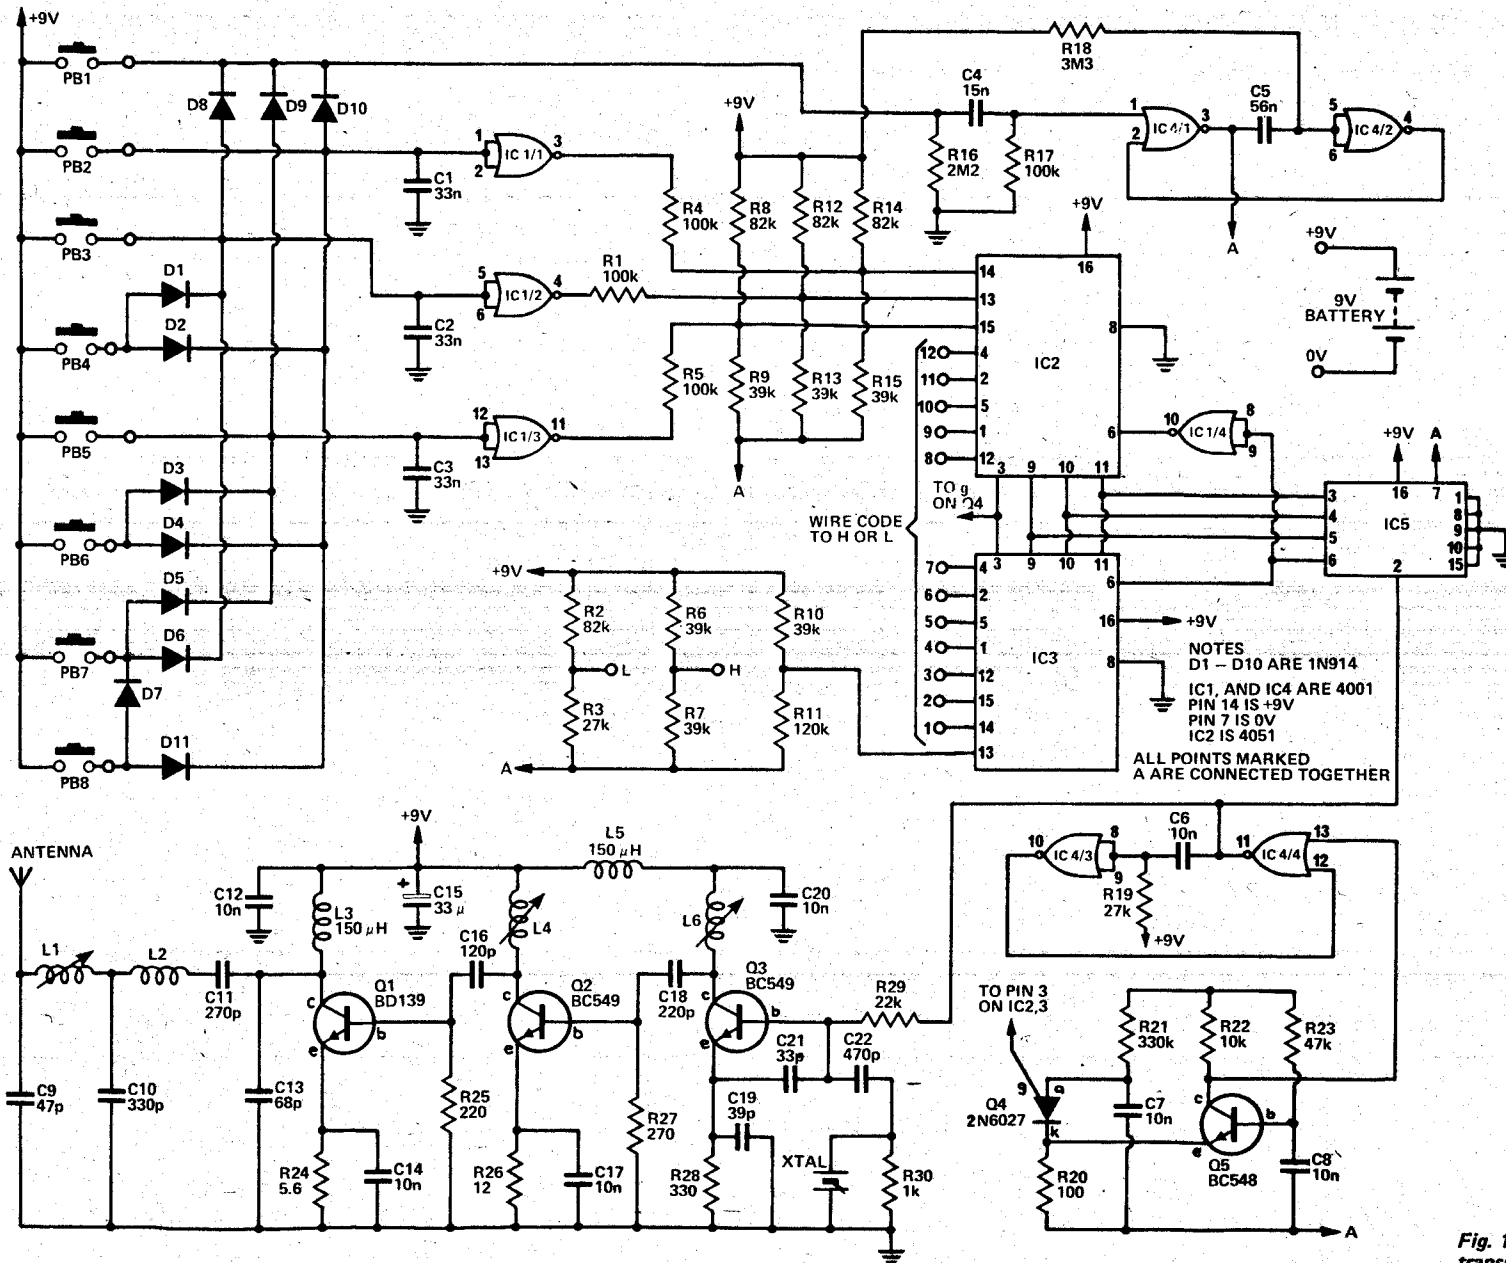 +9V
PB1
D8
D9
D10
PB2
1
2
IC 1/1
3
C1
33n
PB3
D1
D2
PB4
5
6
IC 1/2
4
R1
100k
C2
33n
PB5
12
13
IC 1/3
11
C3
33n
D3
D4
PB6
D5
D6
PB7
D7
D11
PB8
R4
100k
R5
100k
+9V
R8
82k
R12
82k
R14
82k
R9
39k
R13
39k
R15
39k
A
R18
3M3
C4
15n
R16
2M2
R17
100k
1
2
IC 4/1
3
C5
56n
5
6
IC 4/2
4
A
+9V
16
14
13
15
8
IC2
12 4
11 2
10 5
9 1
8 12
6
3 9 10 11
TO g
ON Q4
WIRE CODE
TO H OR L
10
IC 1/4
8
9
+9V
9V
BATTERY
0V
+9V A
16 7
3
4
5
6
IC5
2
1
8
9
10
15
3 9 10 11
7 4
6 2
5 5
4 1
3 12
2 15
1 14
13
6
16 +9V
8
IC3
+9V
R2
82k
R6
39k
R10
39k
L
H
R3
27k
R7
39k
R11
120k
A
NOTES
D1 – D10 ARE 1N914
IC1, AND IC4 ARE 4001
PIN 14 IS +9V
PIN 7 IS 0V
IC2 IS 4051
ALL POINTS MARKED
A ARE CONNECTED TOGETHER
ANTENNA
+9V
L5
150 µH
C12
10n
L3
150 µH
+
C15
33 µ
L4
L6
C20
10n
L1
L2
C11
270p
C16
120p
C18
220p
Q1
BD139
c
b
e
Q2
BC549
c
b
e
Q3
BC549
c
b
e
R29
22k
C21
33p
C22
470p
C9
47p
C10
330p
C13
68p
R25
220
R27
270
C19
39p
R24
5.6
C14
10n
R26
12
C17
10n
R28
330
XTAL
R30
1k
10
IC 4/3
8
9
C6
10n
11
IC 4/4
13
12
R19
27k
+9V
TO PIN 3
ON IC2,3
R21
330k
R22
10k
R23
47k
g
a
k
Q4
2N6027
C7
10n
c
b
e
Q5
BC548
C8
10n
R20
100
A
Fig. 1